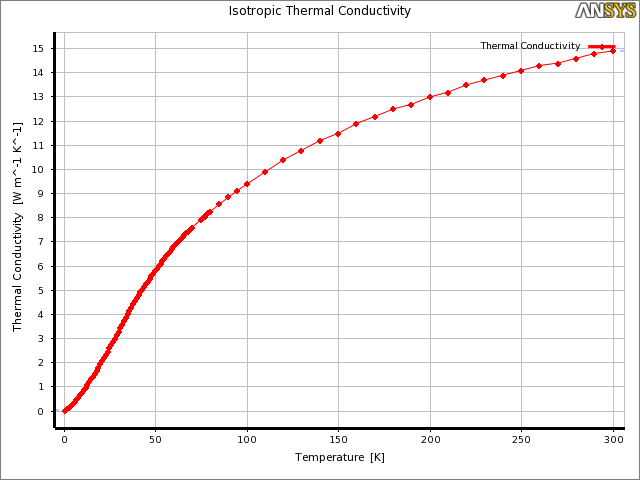 Isotropic Thermal Conductivity
ANSYS
Thermal Conductivity
15
14
13
12
11
10
9
8
7
6
5
4
3
2
1
0
Thermal Conductivity [W m^-1 K^-1]
0 50 100 150 200 250 300
Temperature [K]